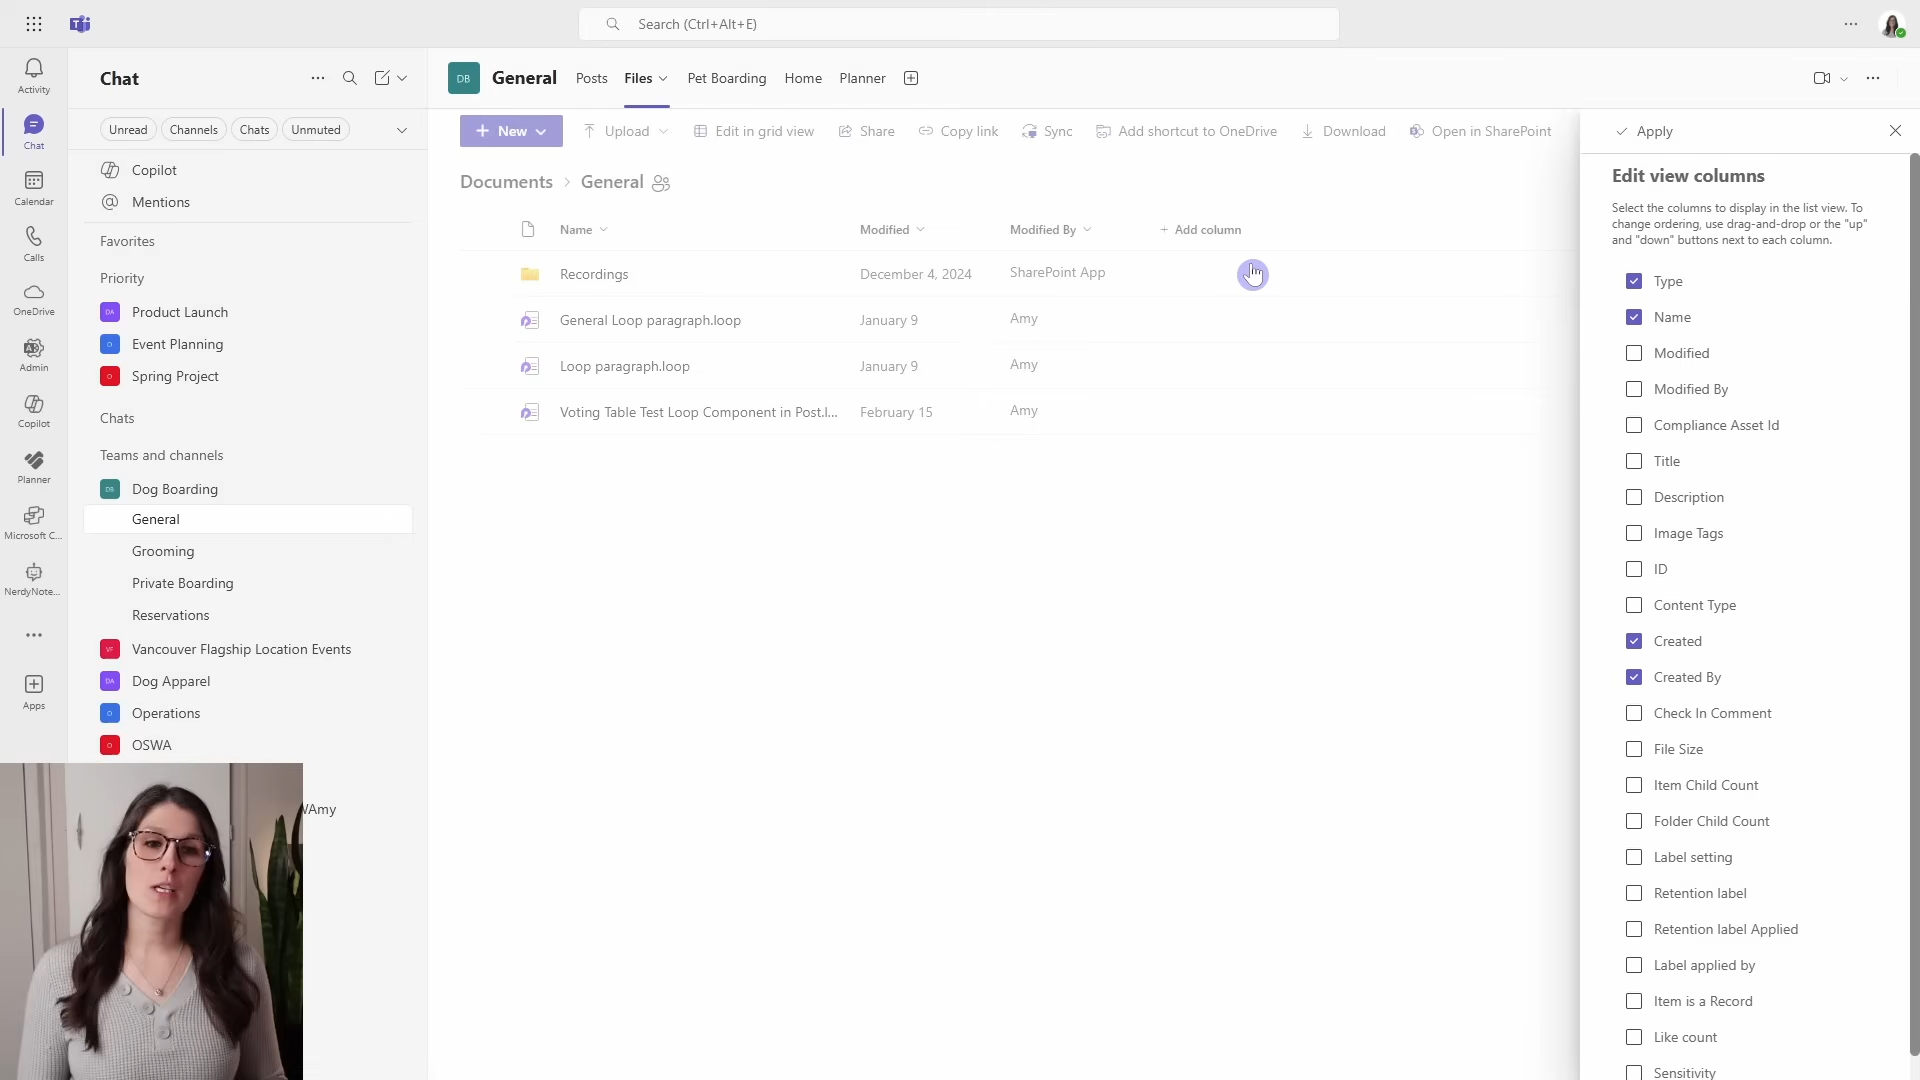 Search (Ctrl+Alt+E)
Activity
Chat
Calendar
Calls
OneDrive
Admin
Copilot
Planner
Microsoft C...
NerdyNote...
Apps
Chat
Unread
Channels
Chats
Unmuted
Copilot
Mentions
Favorites
Priority
DA Product Launch
O Event Planning
O Spring Project
Chats
Teams and channels
DB Dog Boarding
General
Grooming
Private Boarding
Reservations
VF Vancouver Flagship Location Events
DA Dog Apparel
O Operations
O OSWA
DB General Posts Files Pet Boarding Home Planner
New Upload Edit in grid view Share Copy link Sync Add shortcut to OneDrive Download Open in SharePoint
Documents > General
Name Modified Modified By + Add column
Recordings December 4, 2024 SharePoint App
General Loop paragraph.loop January 9 Amy
Loop paragraph.loop January 9 Amy
Voting Table Test Loop Component in Post.l... February 15 Amy
Apply
Edit view columns
Select the columns to display in the list view. To
change ordering, use drag-and-drop or the "up"
and "down" buttons next to each column.
Type
Name
Modified
Modified By
Compliance Asset Id
Title
Description
Image Tags
ID
Content Type
Created
Created By
Check In Comment
File Size
Item Child Count
Folder Child Count
Label setting
Retention label
Retention label Applied
Label applied by
Item is a Record
Like count
Sensitivity